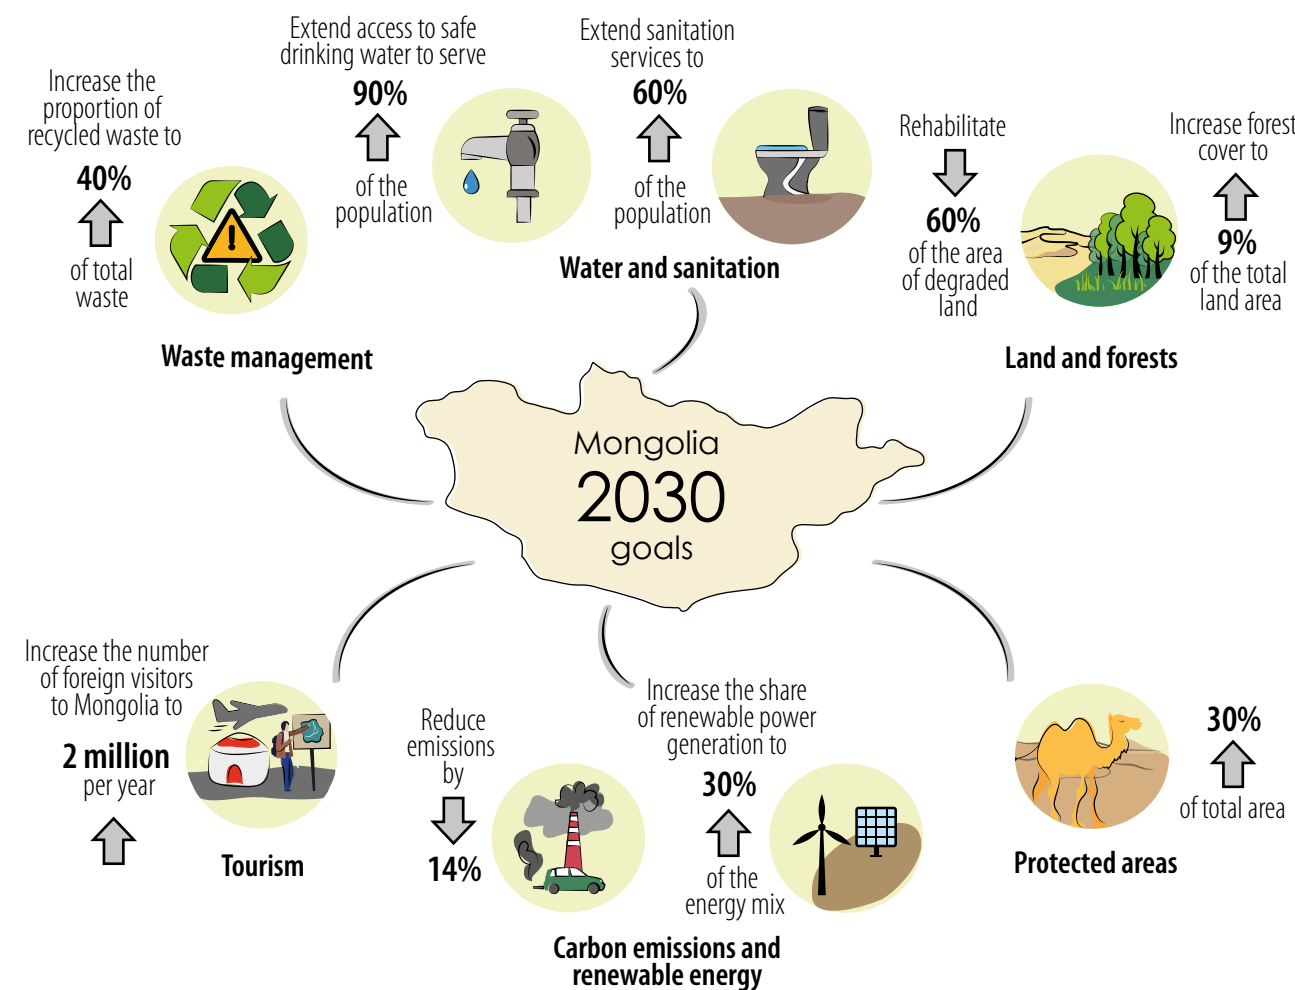 Increase the
proportion of
recycled waste to
40%
of total
waste
Waste management
Extend access to safe
drinking water to serve
90%
of the
population
Extend sanitation
services to
60%
of the
population
Water and sanitation
Rehabilitate
60%
of the area
of degraded
land
Increase forest
cover to
9%
of the total
land area
Land and forests
Mongolia
2030
goals
Increase the number
of foreign visitors
to Mongolia to
2 million
per year
Tourism
Reduce
emissions
by
14%
Increase the share
of renewable power
generation to
30%
of the
energy mix
Carbon emissions and
renewable energy
30%
of total area
Protected areas